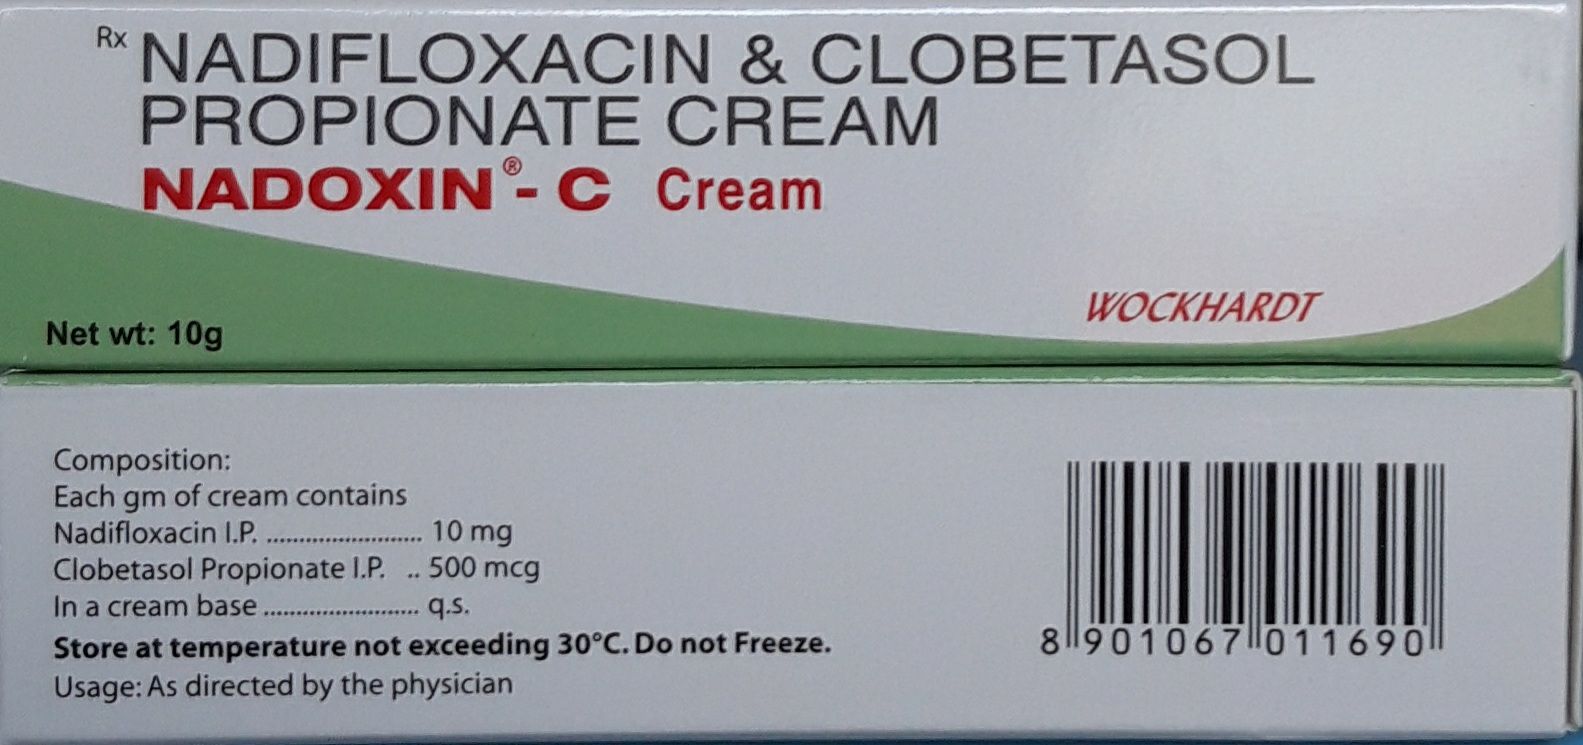 Rx NADIFLOXACIN & CLOBETASOL
PROPIONATE CREAM
NADOXIN®- C Cream
WOCKHARDT
Net wt: 10g
Composition:
Each gm of cream contains
Nadifloxacin I.P. ........................ 10 mg
Clobetasol Propionate I.P. .. 500 mcg
In a cream base ........................ q.s.
Store at temperature not exceeding 30°C. Do not Freeze.
Usage: As directed by the physician
8 901067 011690